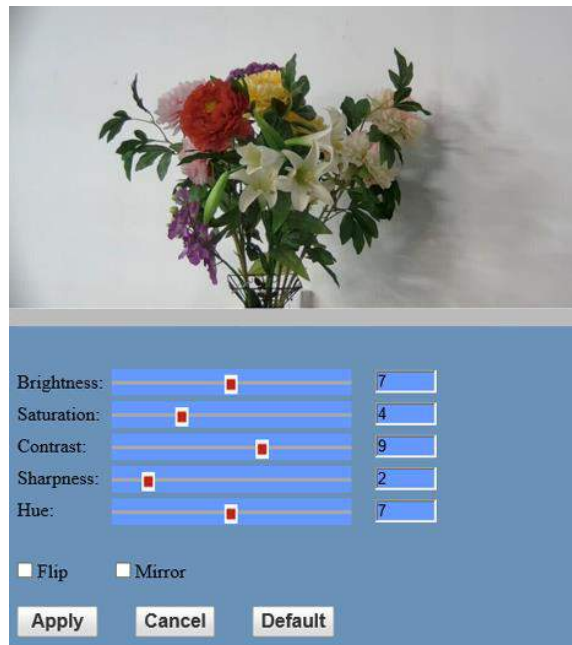 Brightness: 7
Saturation: 4
Contrast: 9
Sharpness: 2
Hue: 7
Flip Mirror
Apply Cancel Default